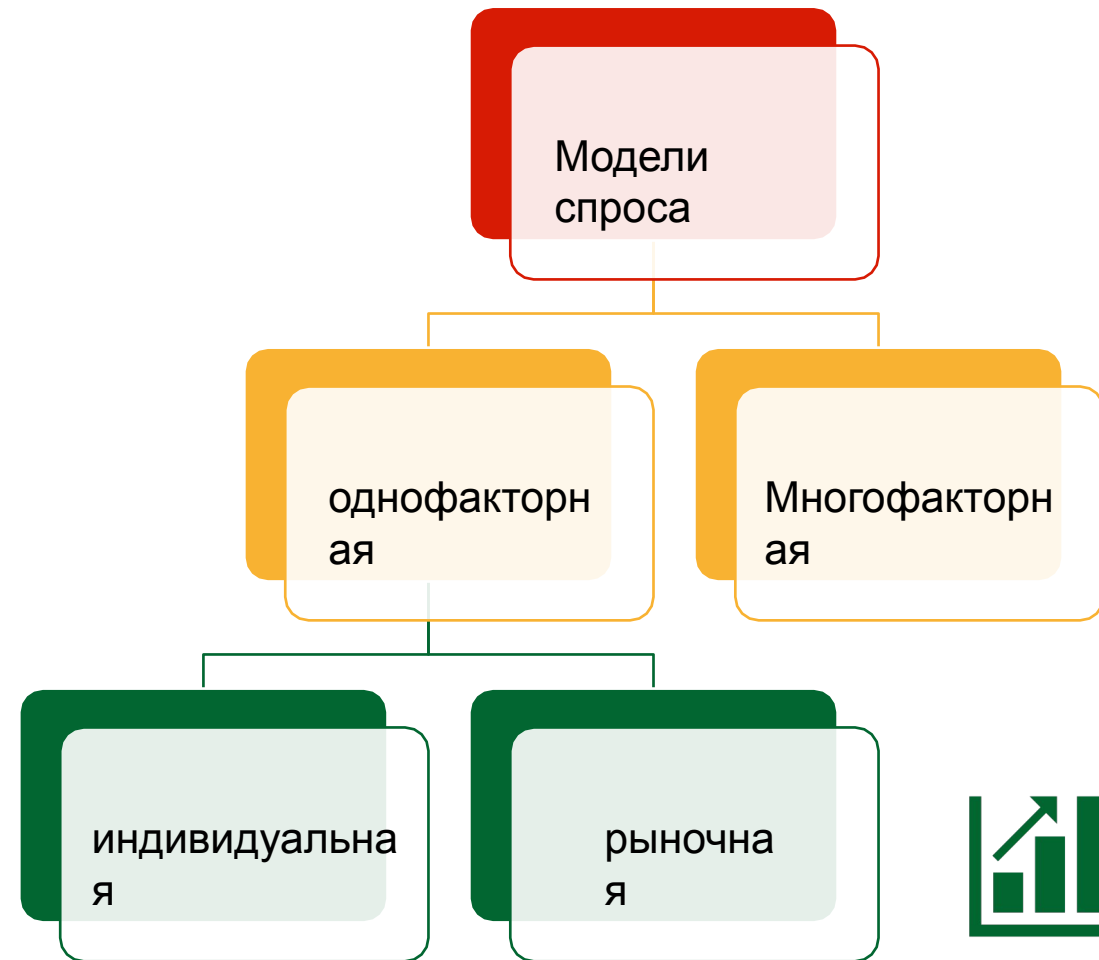 Модели
спроса
однофакторн
ая
Многофакторн
ая
индивидуальна
я
рыночна
я